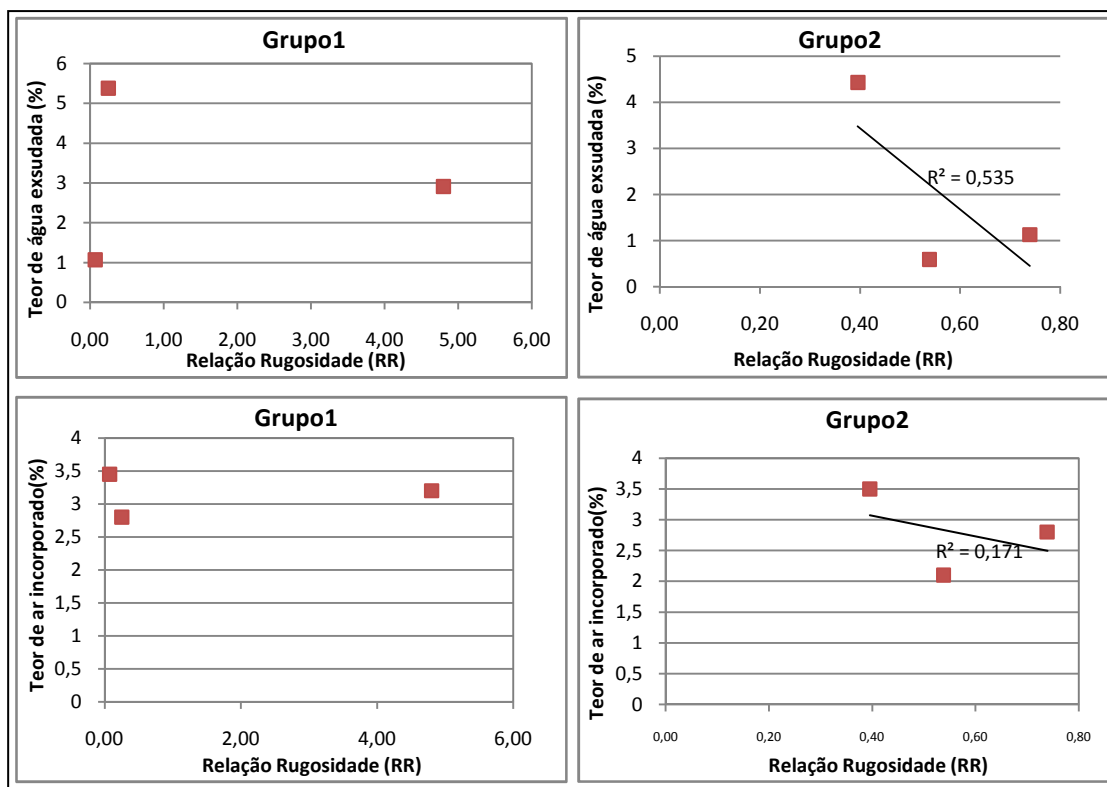 Grupo1
Teor de água exsudada (%)
6
5
4
3
2
1
0
0,00 1,00 2,00 3,00 4,00 5,00 6,00
Relação Rugosidade (RR)
Grupo2
Teor de água exsudada (%)
5
4
3
2
1
0
R² = 0,535
0,00 0,20 0,40 0,60 0,80
Relação Rugosidade (RR)
Grupo1
Teor de ar incorporado(%)
4
3,5
3
2,5
2
1,5
1
0,5
0
0,00 2,00 4,00 6,00
Relação Rugosidade (RR)
Grupo2
Teor de ar incorporado(%)
4
3,5
3
2,5
2
1,5
1
0,5
0
R² = 0,171
0,00 0,20 0,40 0,60 0,80
Relação Rugosidade (RR)